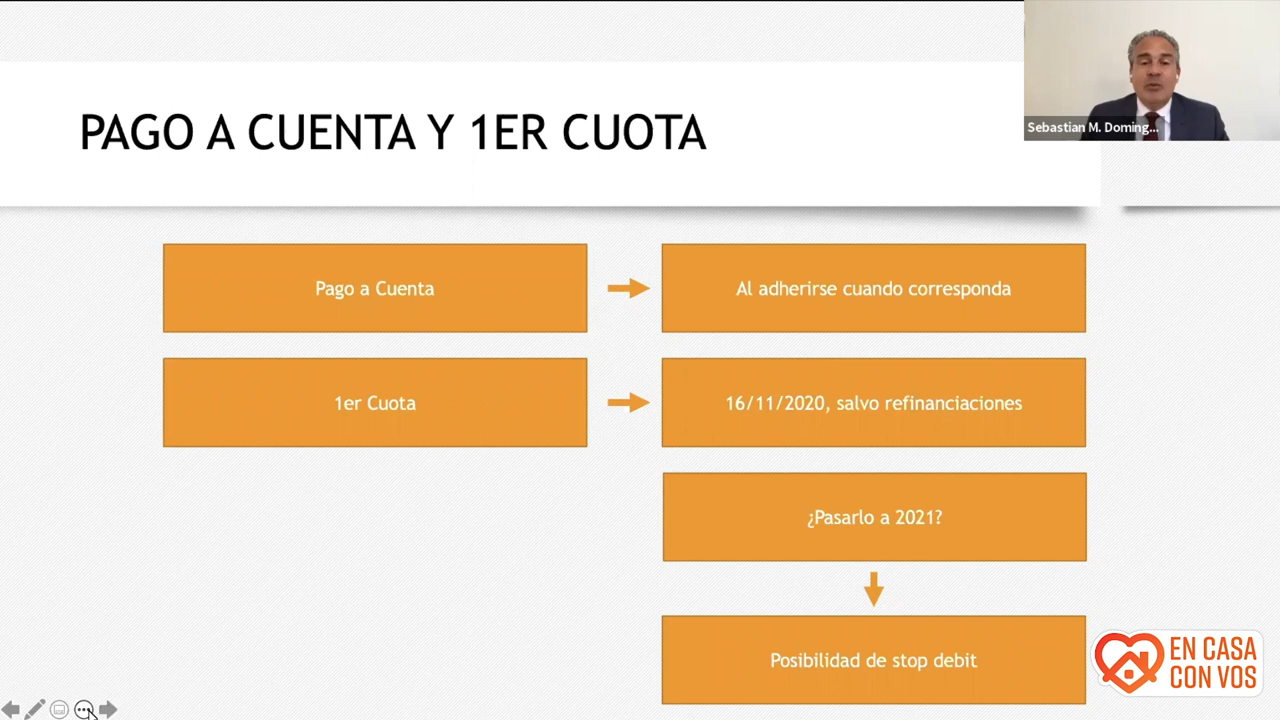 PAGO A CUENTA Y 1ER CUOTA
Sebastian M. Doming...
Pago a Cuenta
Al adherirse cuando corresponda
1er Cuota
16/11/2020, salvo refinanciaciones
¿Pasarlo a 2021?
Posibilidad de stop debit
EN CASA
CON VOS